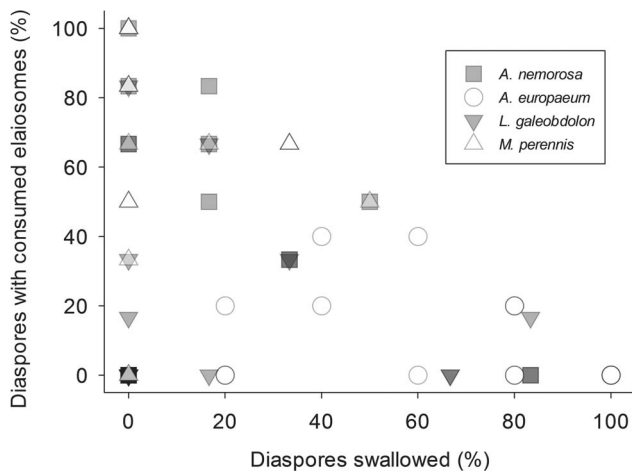 Diaspores with consumed elaiosomes (%)
100
80
60
40
20
0
A. nemorosa
A. europaeum
L. galeobdolon
M. perennis
0 20 40 60 80 100
Diaspores swallowed (%)